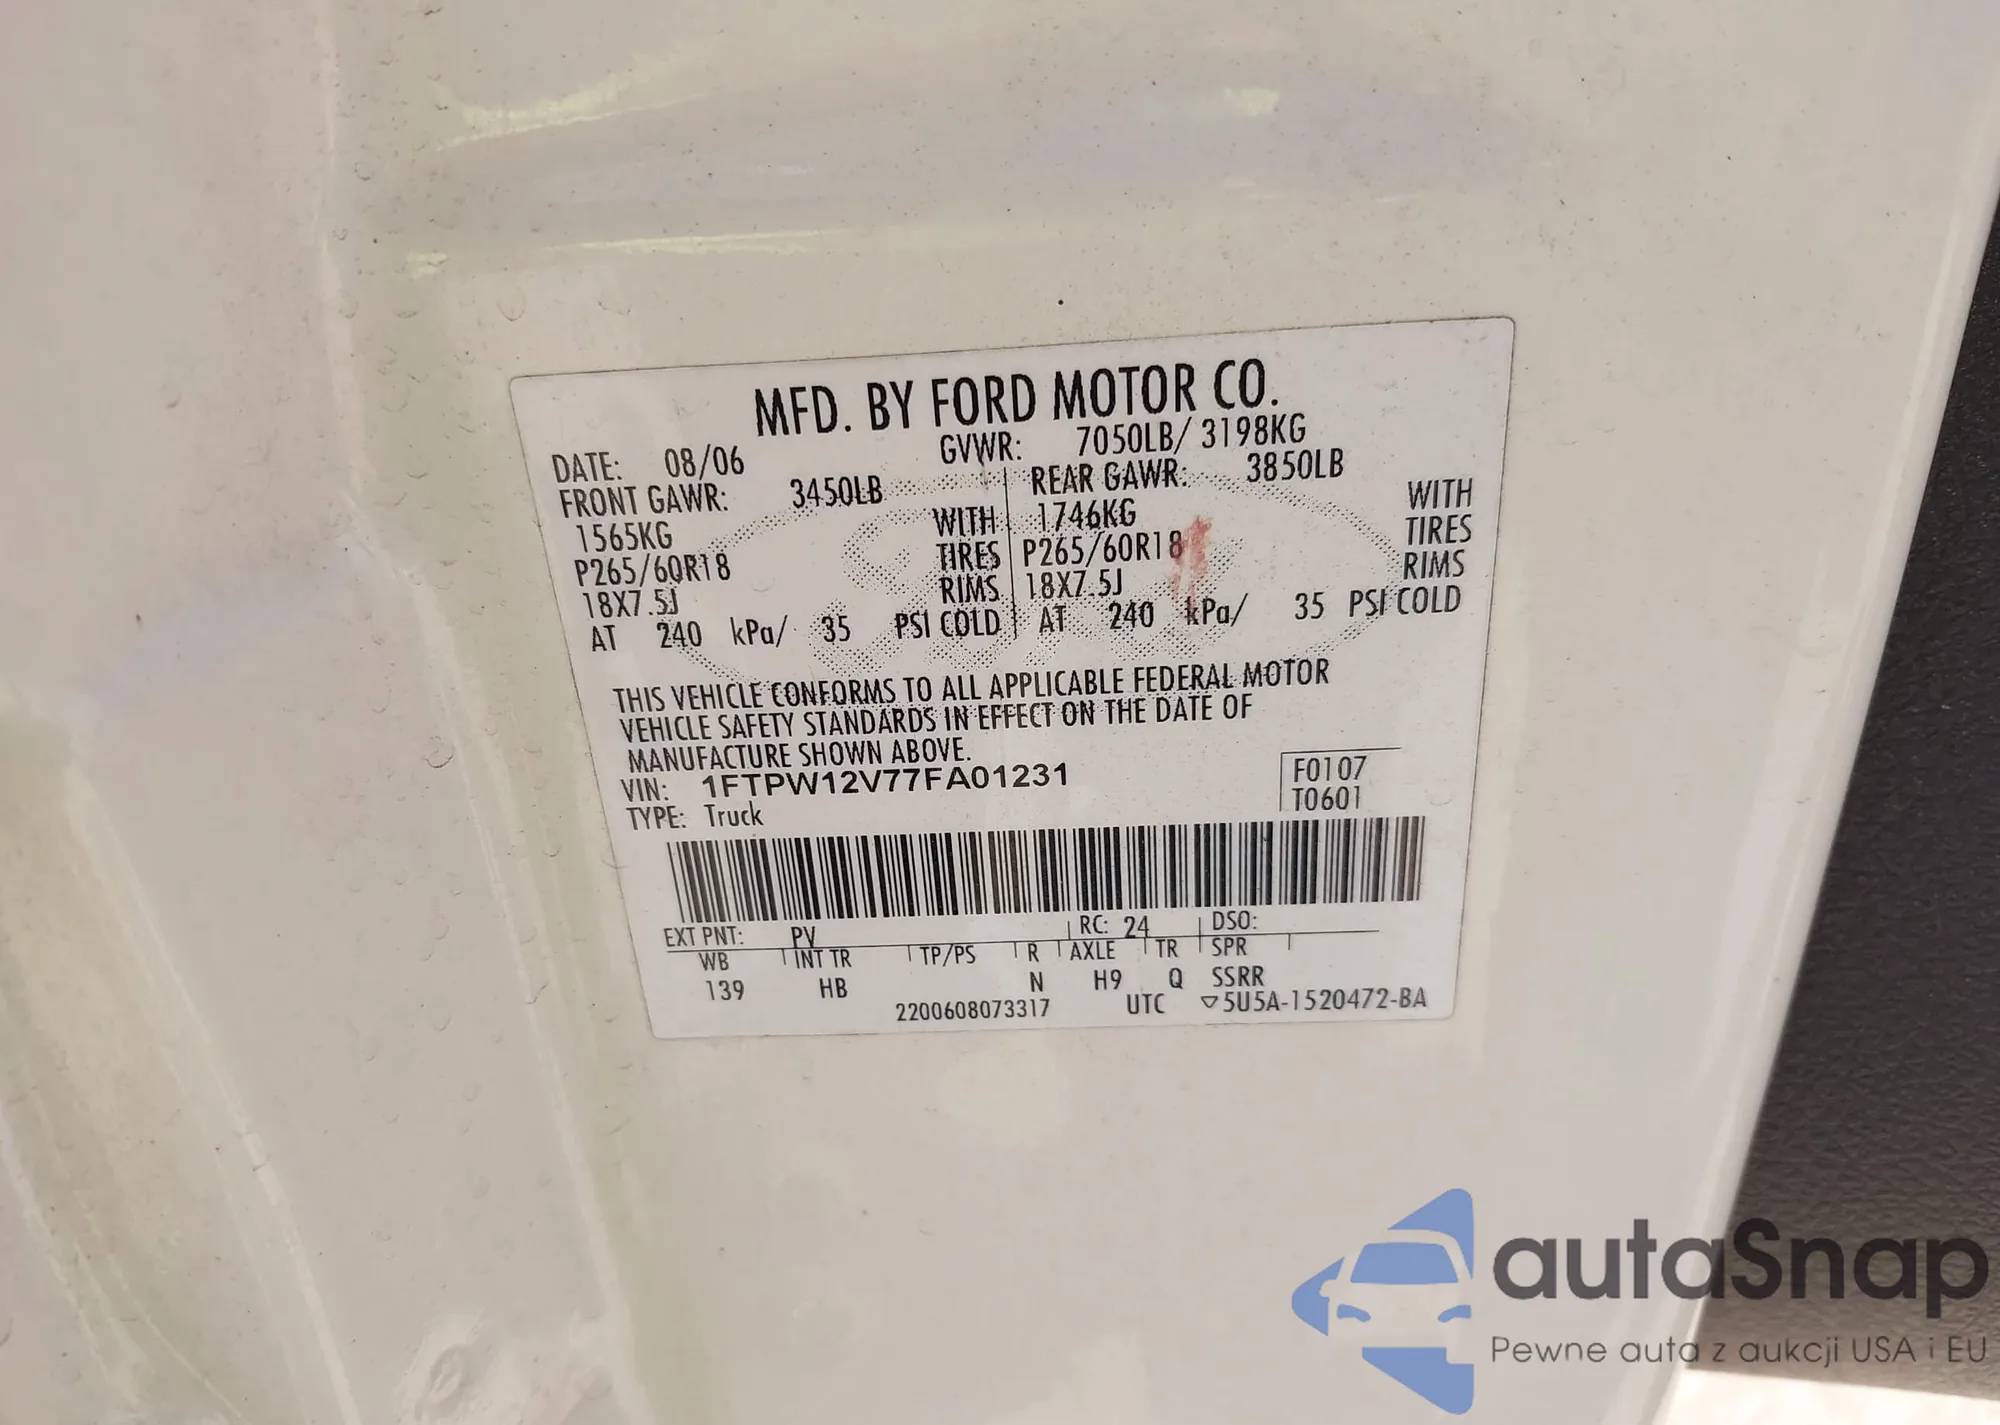 MFD. BY FORD MOTOR CO.
DATE: 08/06 GVWR: 7050LB/ 3198KG
FRONT GAWR: 3450LB REAR GAWR: 3850LB
1565KG WITH 1746KG WITH
P265/60R18 TIRES P265/60R18 TIRES
18X7.5J RIMS 18X7.5J RIMS
AT 240 kPa/ 35 PSI COLD AT 240 kPa/ 35 PSI COLD
THIS VEHICLE CONFORMS TO ALL APPLICABLE FEDERAL MOTOR
VEHICLE SAFETY STANDARDS IN EFFECT ON THE DATE OF
MANUFACTURE SHOWN ABOVE.
VIN: 1FTPW12V77FA01231 F0107
TYPE: Truck T0601
EXT PNT: PV RC: 24 DSO:
WB INT TR TP/PS R AXLE TR SPR
139 HB N H9 Q SSRR
2200608073317 UTC ▽5U5A-1520472-BA
autaSnap
Pewne auta z aukcji USA i EU